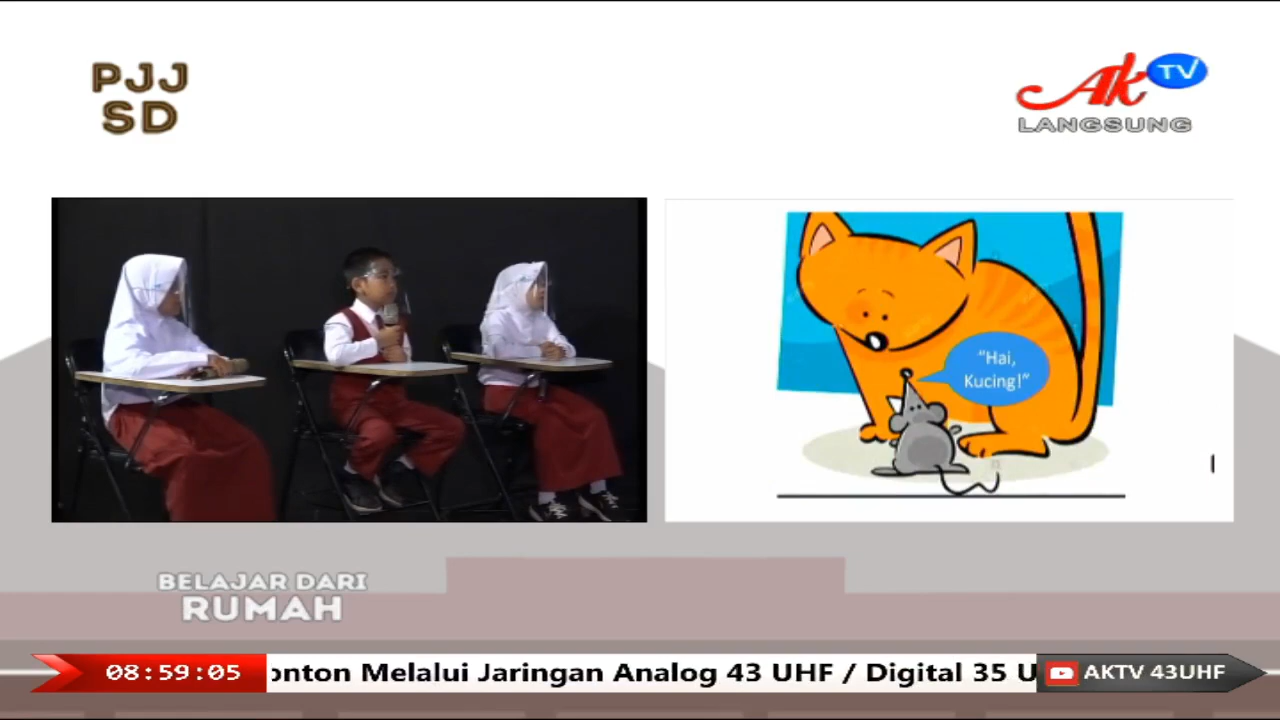 PJJ
SD
Ak TV
LANGSUNG
"Hai,
Kucing!"
BELAJAR DARI
RUMAH
08:59:05
onton Melalui Jaringan Analog 43 UHF / Digital 35 U
AKTV 43UHF